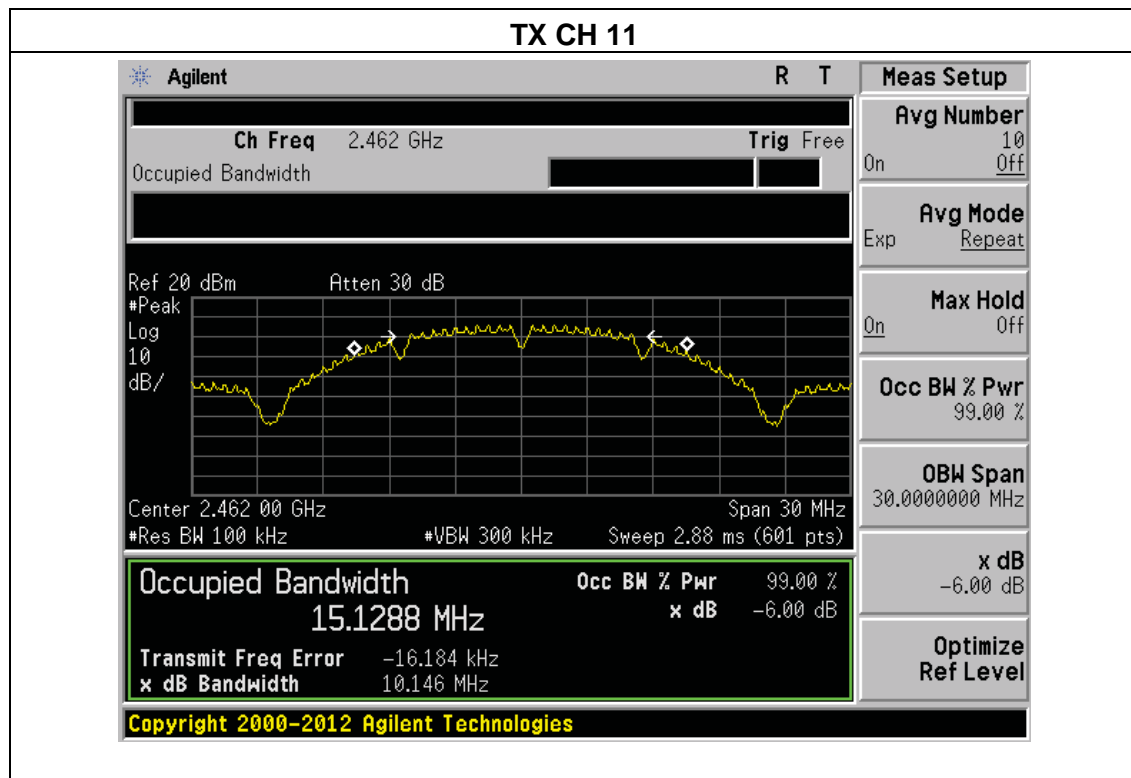 TX CH 11
Agilent R T Meas Setup
Avg Number
10
On Off
Ch Freq 2.462 GHz Trig Free
Occupied Bandwidth
Avg Mode
Exp Repeat
Ref 20 dBm Atten 30 dB
#Peak
Log
10
dB/
Max Hold
On Off
Occ BW % Pwr
99.00 %
OBW Span
30.0000000 MHz
Center 2.462 00 GHz Span 30 MHz
#Res BW 100 kHz #VBW 300 kHz Sweep 2.88 ms (601 pts)
x dB
-6.00 dB
Occupied Bandwidth Occ BW % Pwr 99.00 %
15.1288 MHz x dB -6.00 dB
Transmit Freq Error -16.184 kHz
x dB Bandwidth 10.146 MHz
Optimize
Ref Level
Copyright 2000-2012 Agilent Technologies